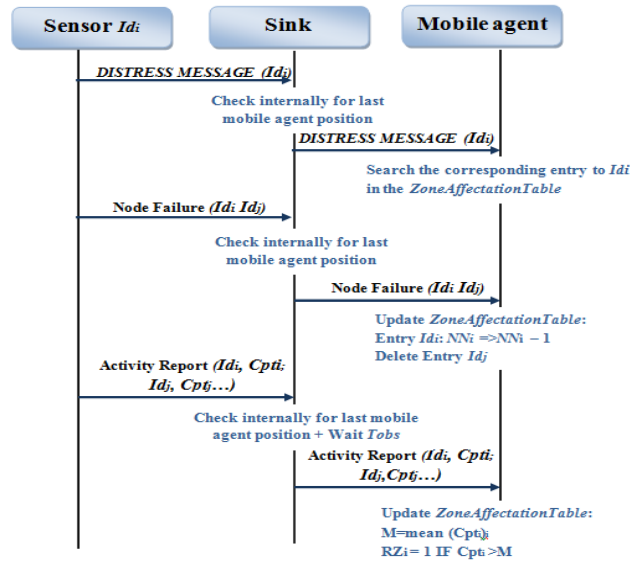 Sensor Idi
Sink
Mobile agent
DISTRESS MESSAGE (Idi)
Check internally for last
mobile agent position
DISTRESS MESSAGE (Idi)
Search the corresponding entry to Idi
in the ZoneAffectationTable
Node Failure (Idi Idj)
Check internally for last
mobile agent position
Node Failure (Idi Idj)
Update ZoneAffectationTable:
Entry Idi: NNi =>NNi – 1
Delete Entry Idj
Activity Report (Idi, Cpti;
Idj, Cptj…)
Check internally for last mobile
agent position + Wait Tobs
Activity Report (Idi, Cpti;
Idj,Cptj…)
Update ZoneAffectationTable:
M=mean (Cpti)i
RZi = 1 IF Cpti >M